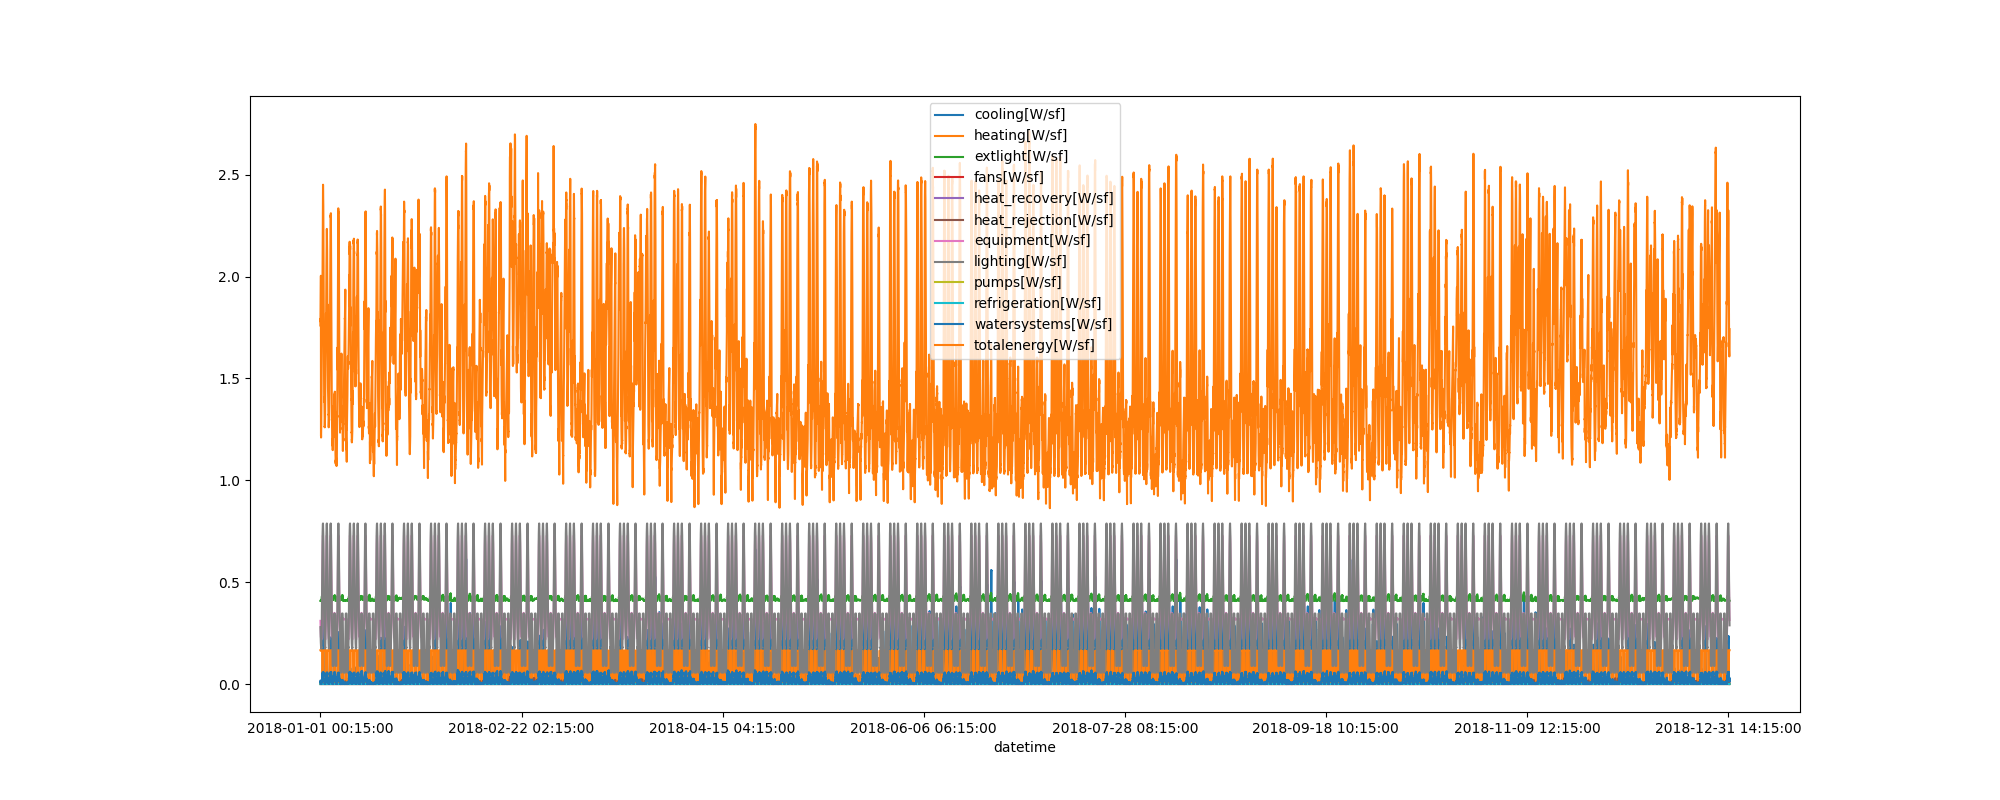 cooling[W/sf]
heating[W/sf]
extlight[W/sf]
fans[W/sf]
heat_recovery[W/sf]
heat_rejection[W/sf]
equipment[W/sf]
lighting[W/sf]
pumps[W/sf]
refrigeration[W/sf]
watersystems[W/sf]
totalenergy[W/sf]
2.5
2.0
1.5
1.0
0.5
0.0
2018-01-01 00:15:00 2018-02-22 02:15:00 2018-04-15 04:15:00 2018-06-06 06:15:00 2018-07-28 08:15:00 2018-09-18 10:15:00 2018-11-09 12:15:00 2018-12-31 14:15:00
datetime